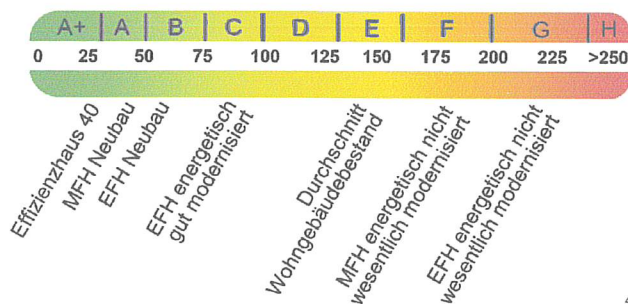 A+ A B C D E F G H
0 25 50 75 100 125 150 175 200 225 >250
Effizienzhaus 40
MFH Neubau
EFH Neubau
EFH energetisch
gut modernisiert
Durchschnitt
Wohngebäudebestand
MFH energetisch nicht
wesentlich modernisiert
EFH energetisch nicht
wesentlich modernisiert